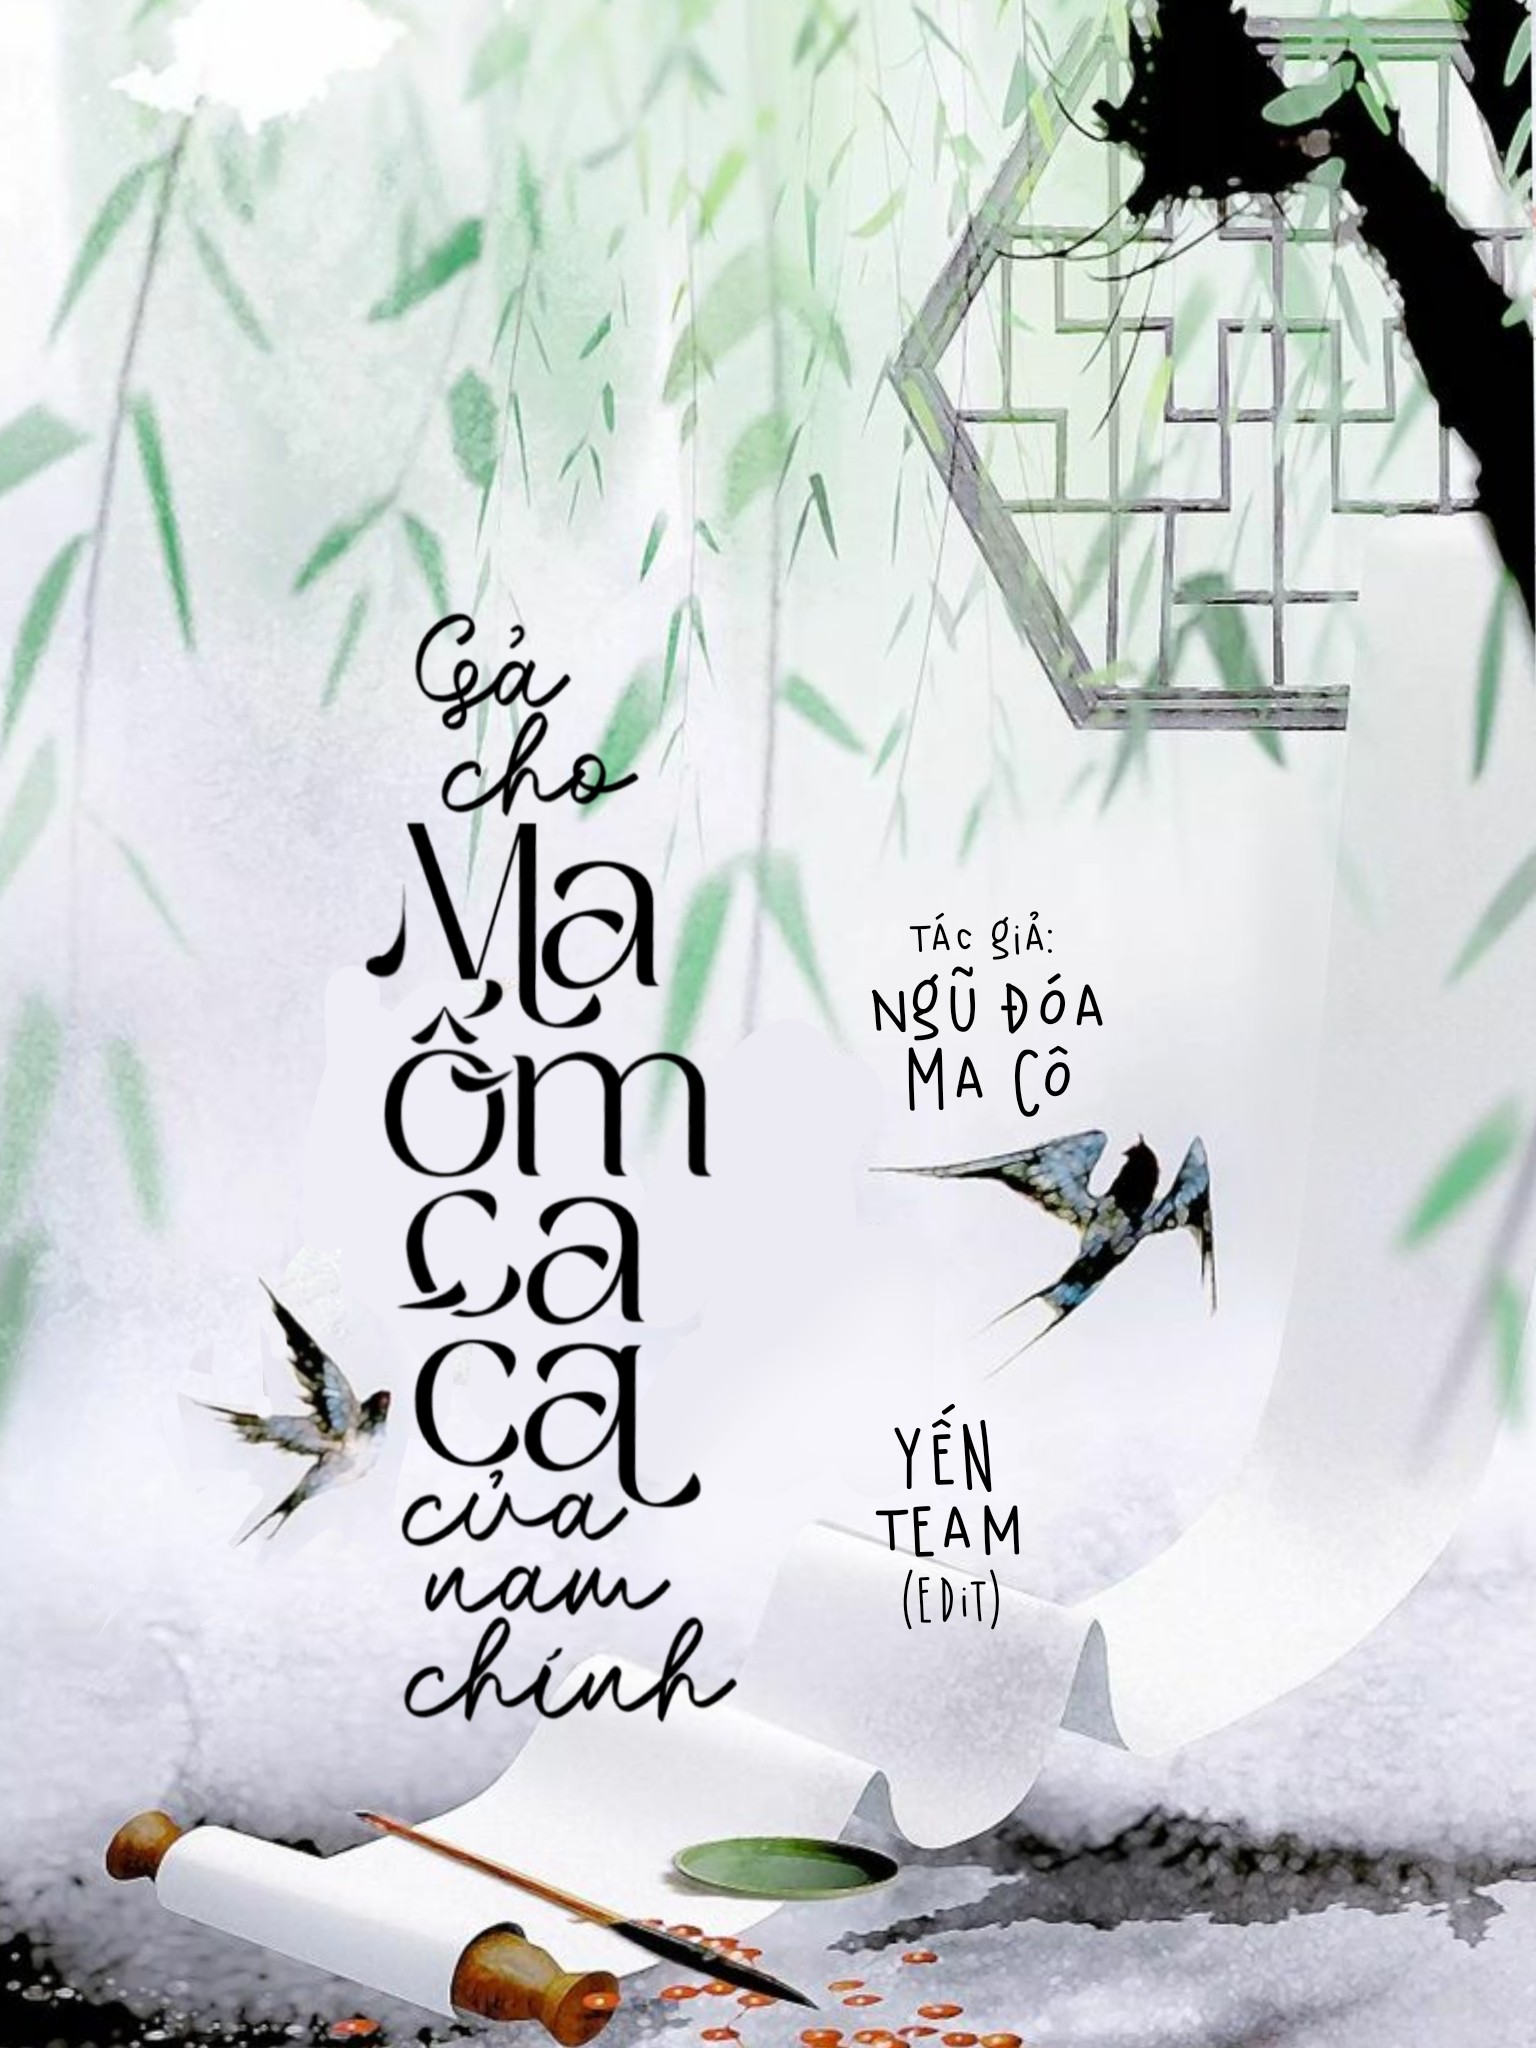 Gả
cho
Ma
ốm
ca
ca
của
nam
chính
Tác giả:
Ngũ Đóa
Ma Cô
Yến
Team
(Edit)